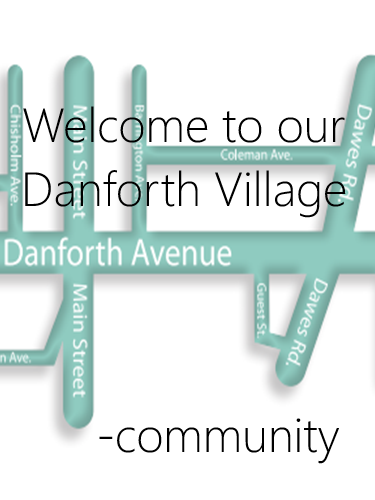 Welcome to our
Danforth Village
Chisholm Ave.
Main Street
Coleman Ave.
Dawes Rd.
Danforth Avenue
Main Street
Guest St.
Dawes Rd.
n Ave.
-community